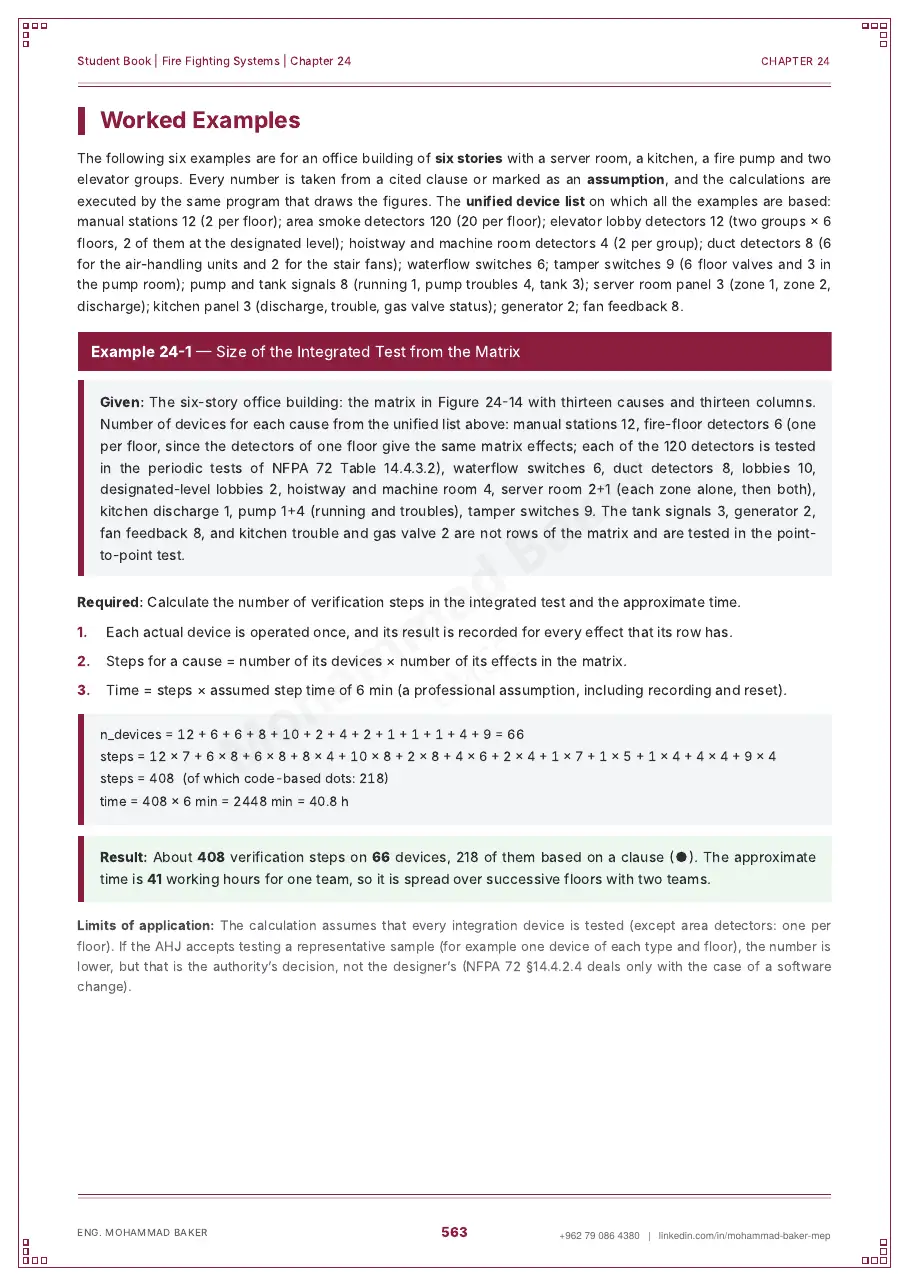 Student Book | Fire Fighting Systems | Chapter 24
CHAPTER 24
Worked Examples
The following six examples are for an office building of six stories with a server room, a kitchen, a fire pump and two
elevator groups. Every number is taken from a cited clause or marked as an assumption, and the calculations are
executed by the same program that draws the figures. The unified device list on which all the examples are based:
manual stations 12 (2 per floor); area smoke detectors 120 (20 per floor); elevator lobby detectors 12 (two groups × 6
floors, 2 of them at the designated level); hoistway and machine room detectors 4 (2 per group); duct detectors 8 (6
for the air-handling units and 2 for the stair fans); waterflow switches 6; tamper switches 9 (6 floor valves and 3 in
the pump room); pump and tank signals 8 (running 1, pump troubles 4, tank 3); server room panel 3 (zone 1, zone 2,
discharge); kitchen panel 3 (discharge, trouble, gas valve status); generator 2; fan feedback 8.
Example 24-1 — Size of the Integrated Test from the Matrix
Given: The six-story office building: the matrix in Figure 24-14 with thirteen causes and thirteen columns.
Number of devices for each cause from the unified list above: manual stations 12, fire-floor detectors 6 (one
per floor, since the detectors of one floor give the same matrix effects; each of the 120 detectors is tested
in the periodic tests of NFPA 72 Table 14.4.3.2), waterflow switches 6, duct detectors 8, lobbies 10,
designated-level lobbies 2, hoistway and machine room 4, server room 2+1 (each zone alone, then both),
kitchen discharge 1, pump 1+4 (running and troubles), tamper switches 9. The tank signals 3, generator 2,
fan feedback 8, and kitchen trouble and gas valve 2 are not rows of the matrix and are tested in the point-
to-point test.
Required: Calculate the number of verification steps in the integrated test and the approximate time.
1. Each actual device is operated once, and its result is recorded for every effect that its row has.
2. Steps for a cause = number of its devices × number of its effects in the matrix.
3. Time = steps × assumed step time of 6 min (a professional assumption, including recording and reset).
n_devices = 12 + 6 + 6 + 8 + 10 + 2 + 4 + 2 + 1 + 1 + 1 + 4 + 9 = 66
steps = 12 × 7 + 6 × 8 + 6 × 8 + 8 × 4 + 10 × 8 + 2 × 8 + 4 × 6 + 2 × 4 + 1 × 7 + 1 × 5 + 1 × 4 + 4 × 4 + 9 × 4
steps = 408 (of which code-based dots: 218)
time = 408 × 6 min = 2448 min = 40.8 h
Result: About 408 verification steps on 66 devices, 218 of them based on a clause (●). The approximate
time is 41 working hours for one team, so it is spread over successive floors with two teams.
Limits of application: The calculation assumes that every integration device is tested (except area detectors: one per
floor). If the AHJ accepts testing a representative sample (for example one device of each type and floor), the number is
lower, but that is the authority's decision, not the designer's (NFPA 72 §14.4.2.4 deals only with the case of a software
change).
Mohammad Baker
ENG. MOHAMMAD BAKER
563
+962 79 086 4380 | linkedin.com/in/mohammad-baker-mep